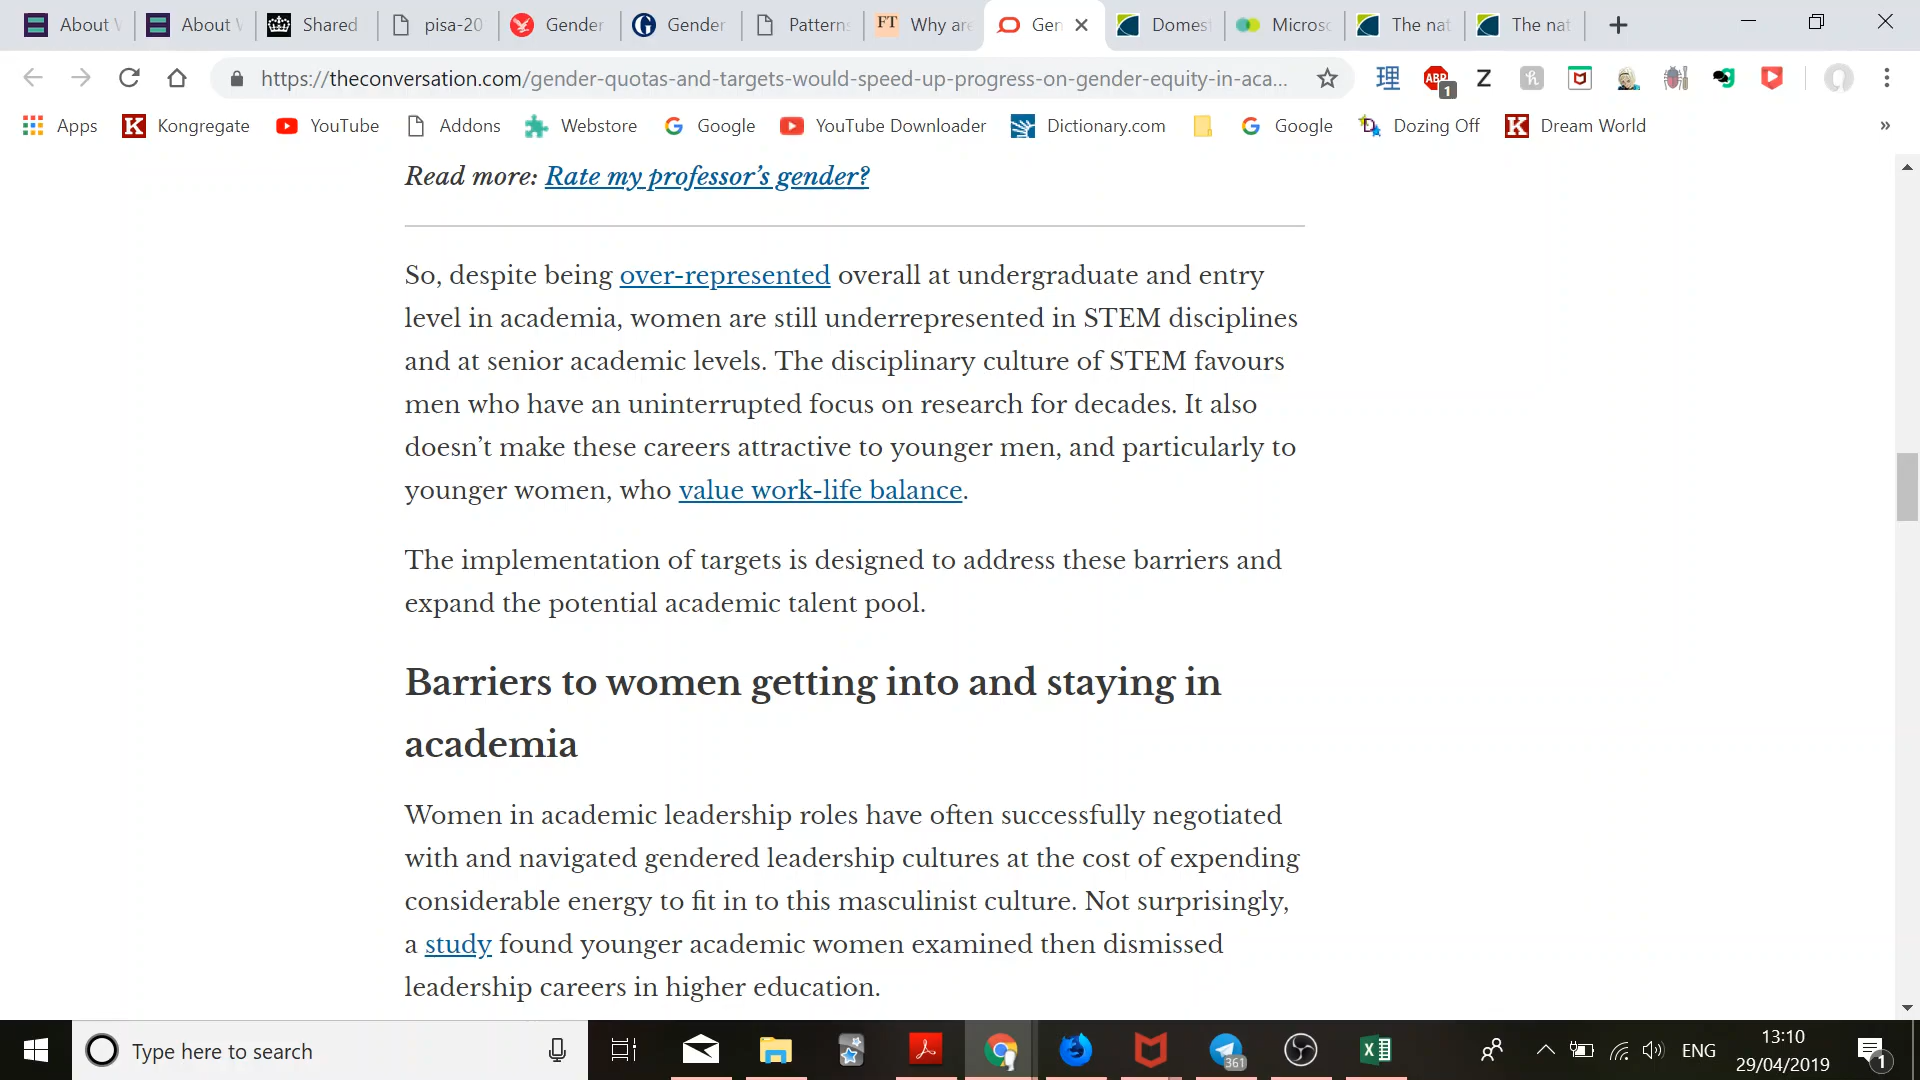 About
About
Shared
pisa-20
Gender
Gender
Pattern
FT Why are
Gen
Domest
Microso
The nat
The nat
https://theconversation.com/gender-quotas-and-targets-would-speed-up-progress-on-gender-equity-in-aca...
ABP
1
Apps
Kongregate
YouTube
Addons
Webstore
Google
YouTube Downloader
Dictionary.com
Google
Dozing Off
Dream World
»
Read more: Rate my professor’s gender?
So, despite being over-represented overall at undergraduate and entry
level in academia, women are still underrepresented in STEM disciplines
and at senior academic levels. The disciplinary culture of STEM favours
men who have an uninterrupted focus on research for decades. It also
doesn’t make these careers attractive to younger men, and particularly to
younger women, who value work-life balance.
The implementation of targets is designed to address these barriers and
expand the potential academic talent pool.
Barriers to women getting into and staying in
academia
Women in academic leadership roles have often successfully negotiated
with and navigated gendered leadership cultures at the cost of expending
considerable energy to fit in to this masculinist culture. Not surprisingly,
a study found younger academic women examined then dismissed
leadership careers in higher education.
Type here to search
361
ENG
13:10
29/04/2019
1